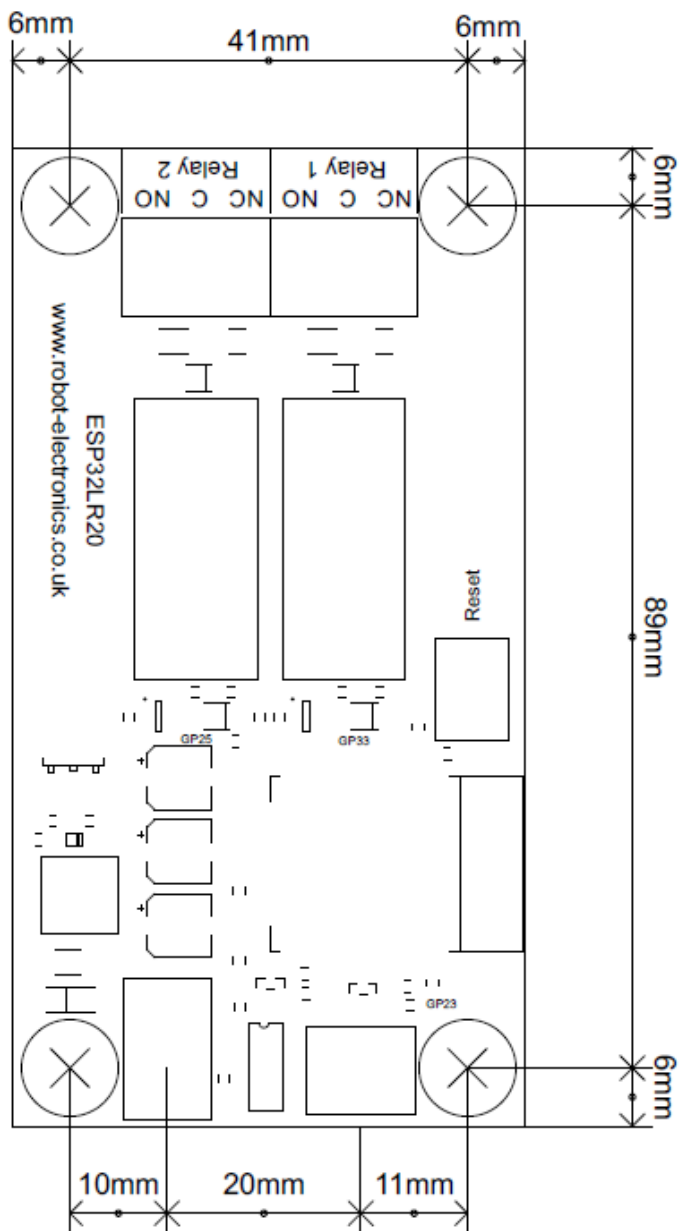 6mm
41mm
6mm
Relay 2
Relay 1
NO C NC NO C NC
6mm
www.robot-electronics.co.uk
ESP32LR20
Reset
89mm
GP25
GP33
GP23
6mm
10mm
20mm
11mm